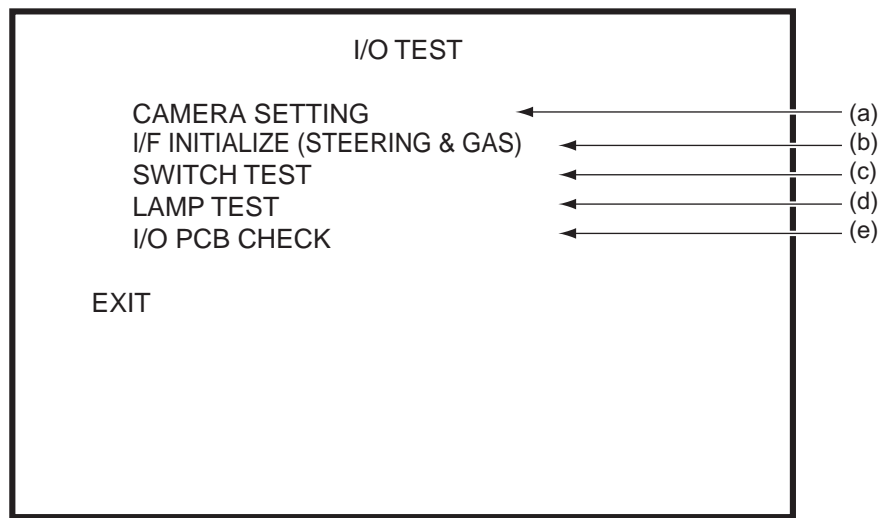 I/O TEST
CAMERA SETTING (a)
I/F INITIALIZE (STEERING & GAS) (b)
SWITCH TEST (c)
LAMP TEST (d)
I/O PCB CHECK (e)
EXIT